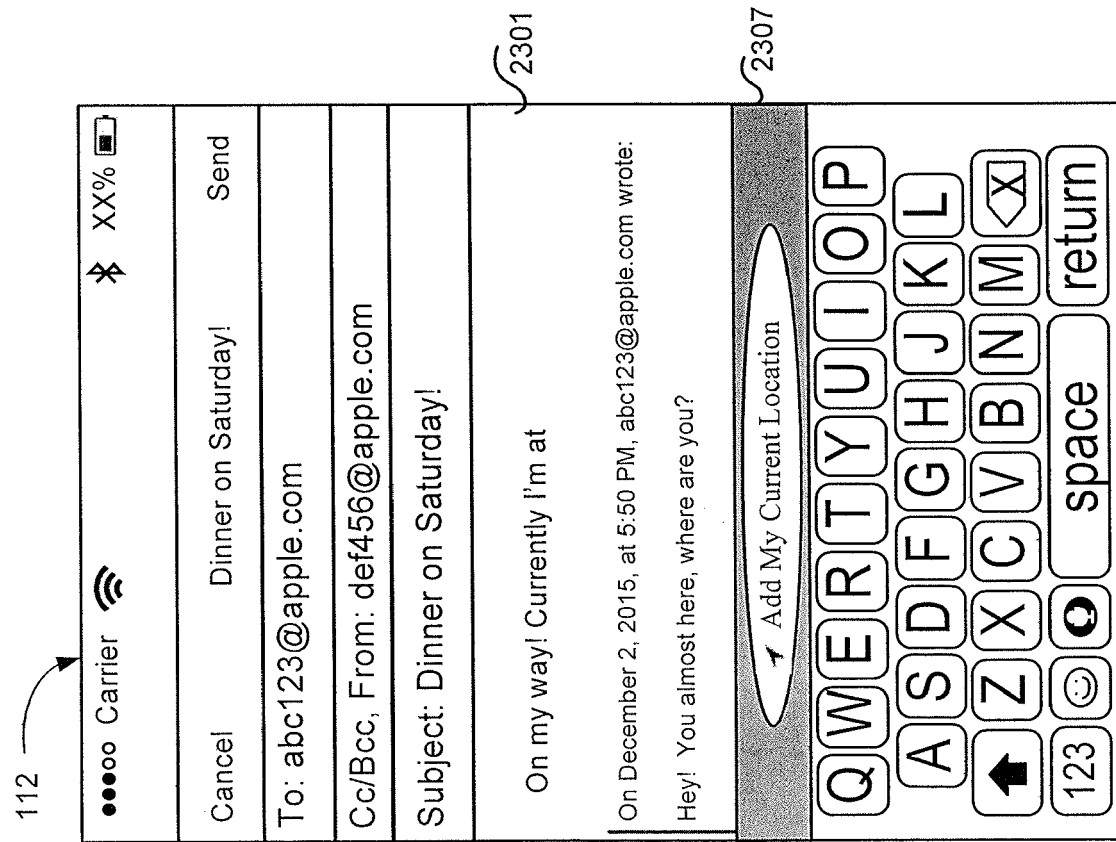 112
●●●oo Carrier XX%
Cancel Dinner on Saturday! Send
To: abc123@apple.com
Cc/Bcc, From: def456@apple.com
Subject: Dinner on Saturday!
2301
On my way! Currently I'm at
On December 2, 2015, at 5:50 PM, abc123@apple.com wrote:
Hey! You almost here, where are you?
2307
Add My Current Location
Q W E R T Y U I O P
A S D F G H J K L
Z X C V B N M X
123 space return